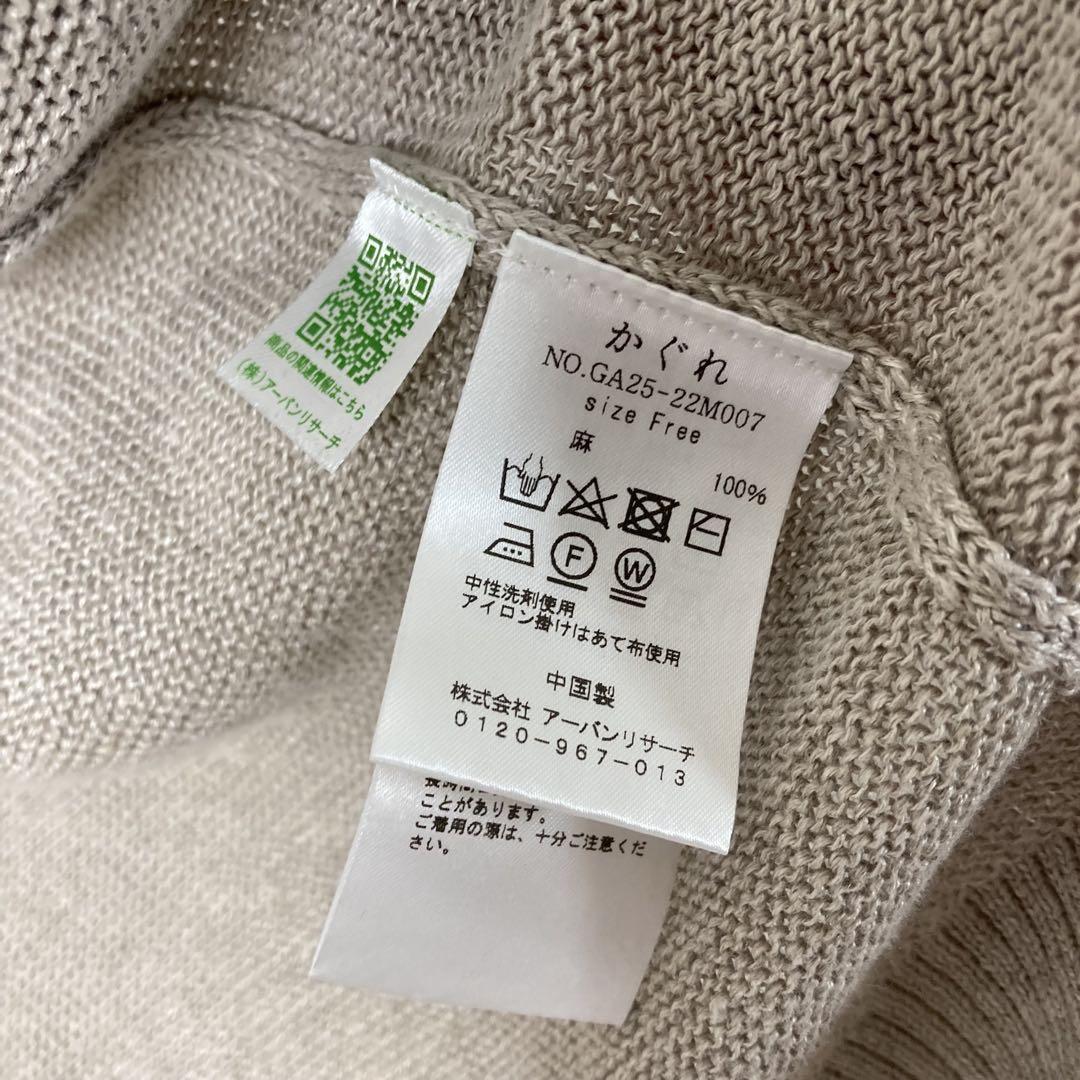 商品の関連情報はこちら
(株)アーバンリサーチ
かぐれ
NO.GA25-22M007
size Free
麻 100%
F W
中性洗剤使用
アイロン掛けはあて布使用
中国製
株式会社 アーバンリサーチ
0120-967-013
ことがあります。
ご着用の際は、十分ご注意くだ
さい。